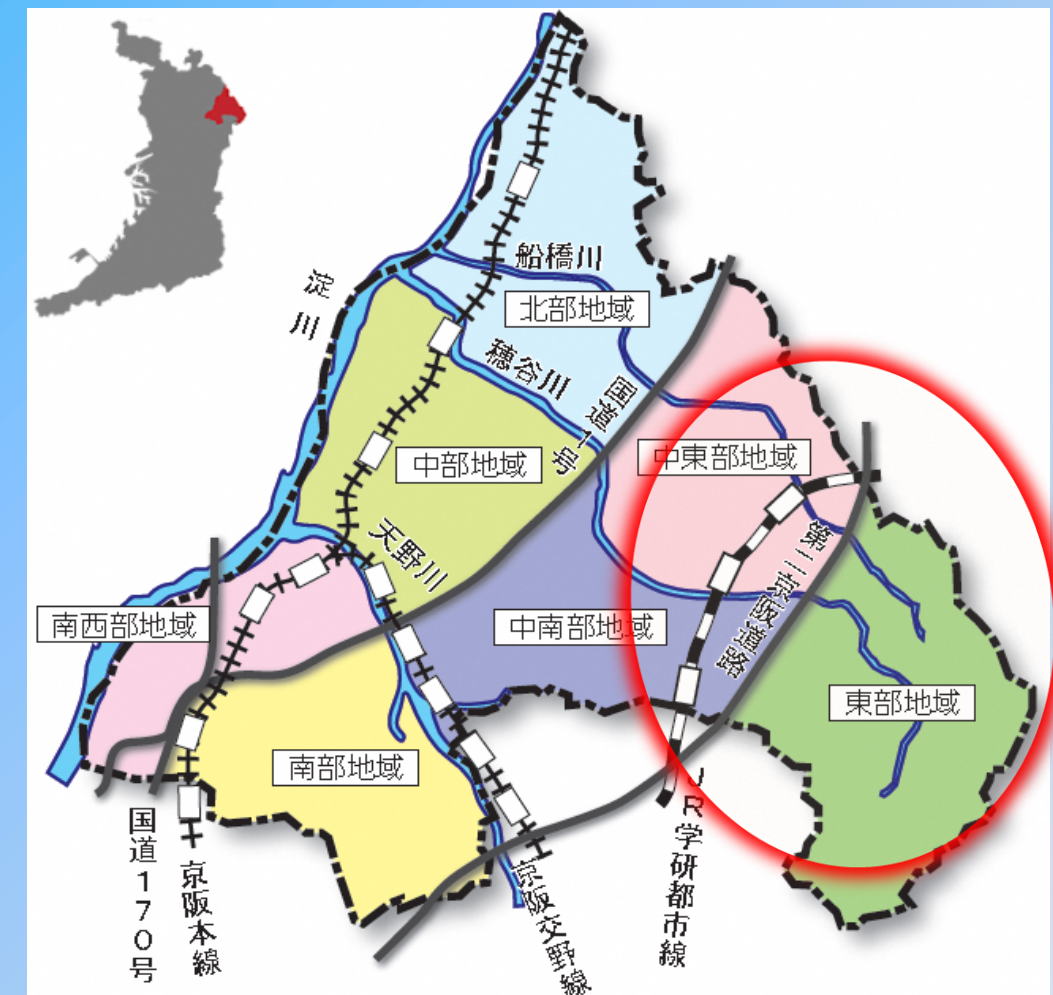 船橋川
淀川
北部地域
穂谷川
国道1号
中東部地域
中部地域
天野川
第二京阪道路
南西部地域
中南部地域
東部地域
南部地域
JR学研都市線
国道170号
京阪本線
京阪交野線